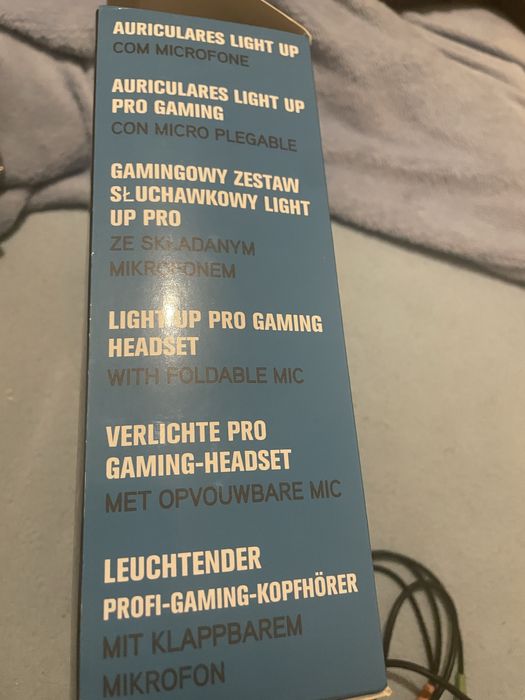 AURICULARES LIGHT UP
COM MICROFONE
AURICULARES LIGHT UP
PRO GAMING
CON MICRO PLEGABLE
GAMINGOWY ZESTAW
SŁUCHAWKOWY LIGHT
UP PRO
ZE SKŁADANYM
MIKROFONEM
LIGHT UP PRO GAMING
HEADSET
WITH FOLDABLE MIC
VERLICHTE PRO
GAMING-HEADSET
MET OPVOUWBARE MIC
LEUCHTENDER
PROFI-GAMING-KOPFHÖRER
MIT KLAPPBAREM
MIKROFON